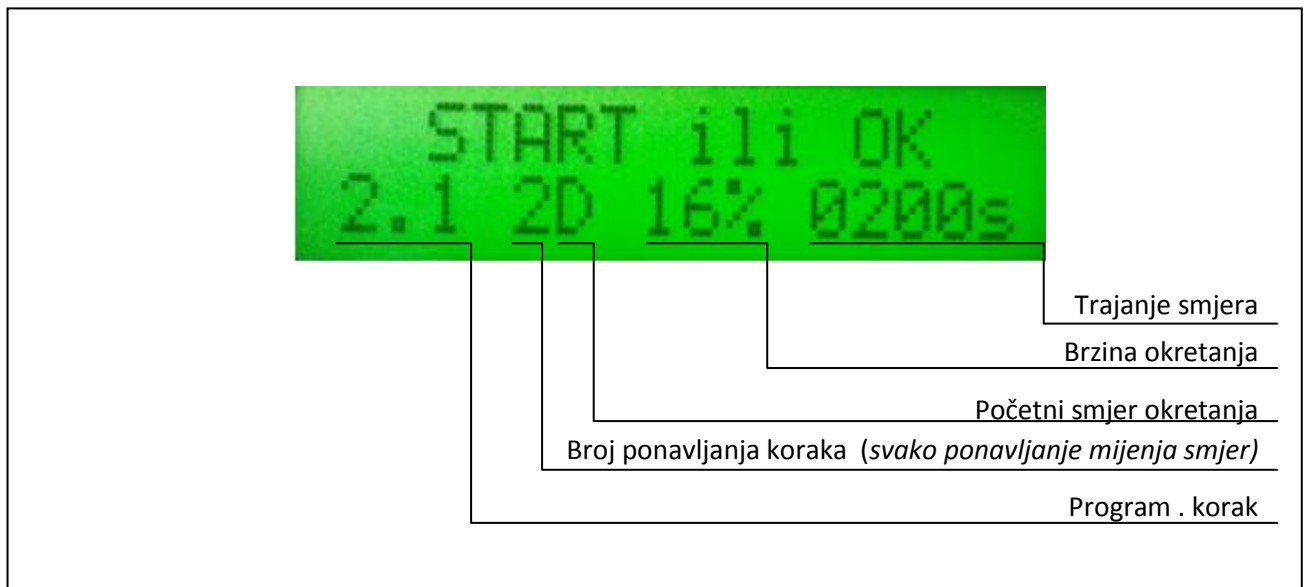 START ili OK
2.1 2D 16% 0200s
Trajanje smjera
Brzina okretanja
Početni smjer okretanja
Broj ponavljanja koraka (svako ponavljanje mijenja smjer)
Program . korak